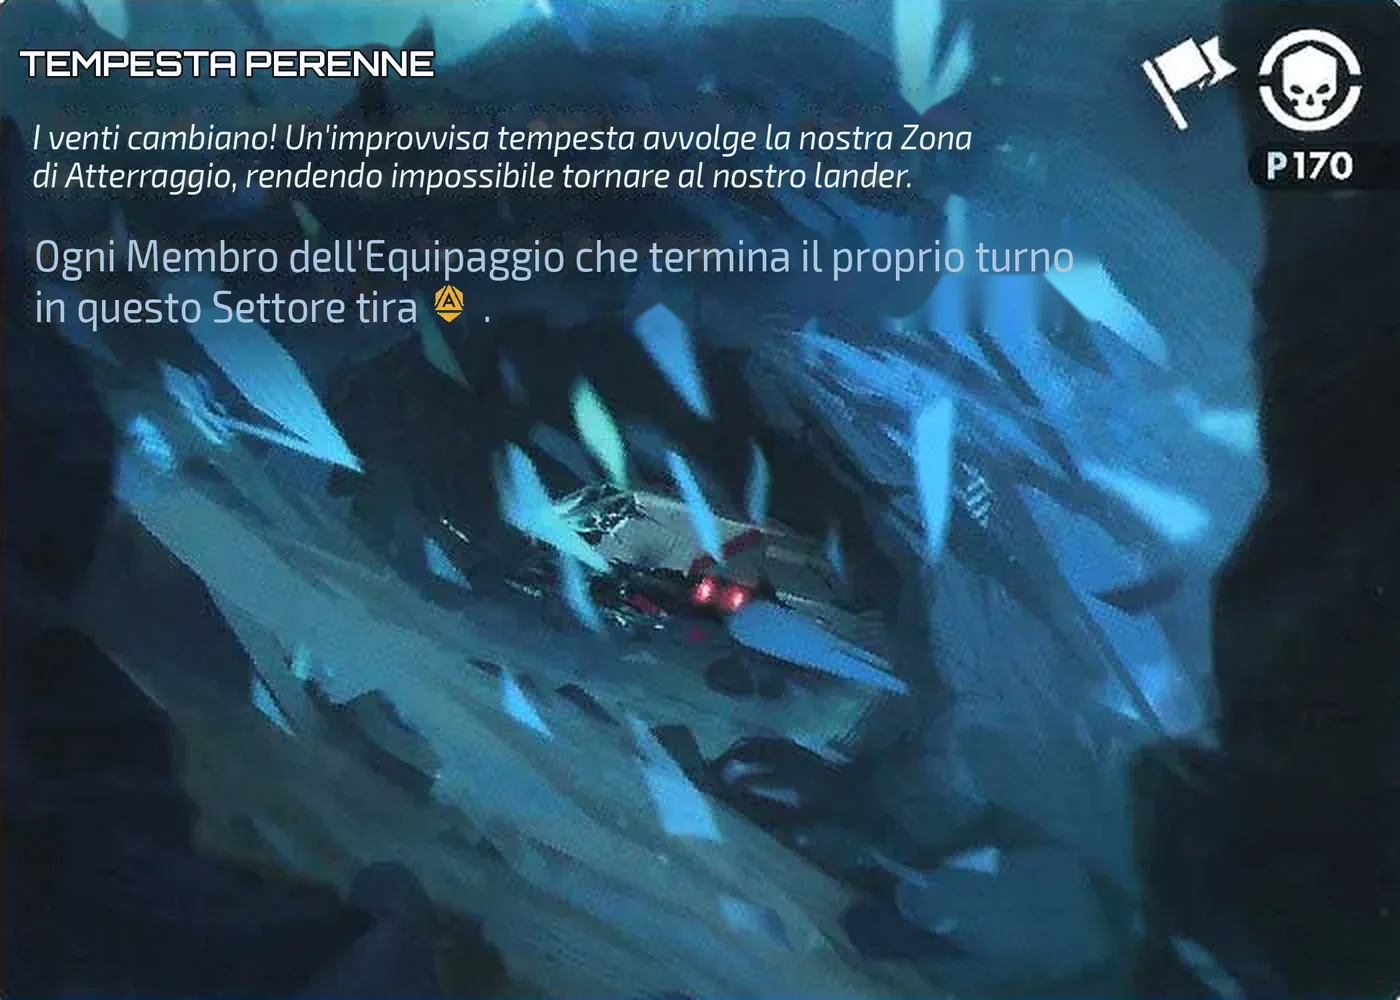 TEMPESTA PERENNE
I venti cambiano! Un'improvvisa tempesta avvolge la nostra Zona
di Atterraggio, rendendo impossibile tornare al nostro lander.
Ogni Membro dell'Equipaggio che termina il proprio turno
in questo Settore tira A .
P170